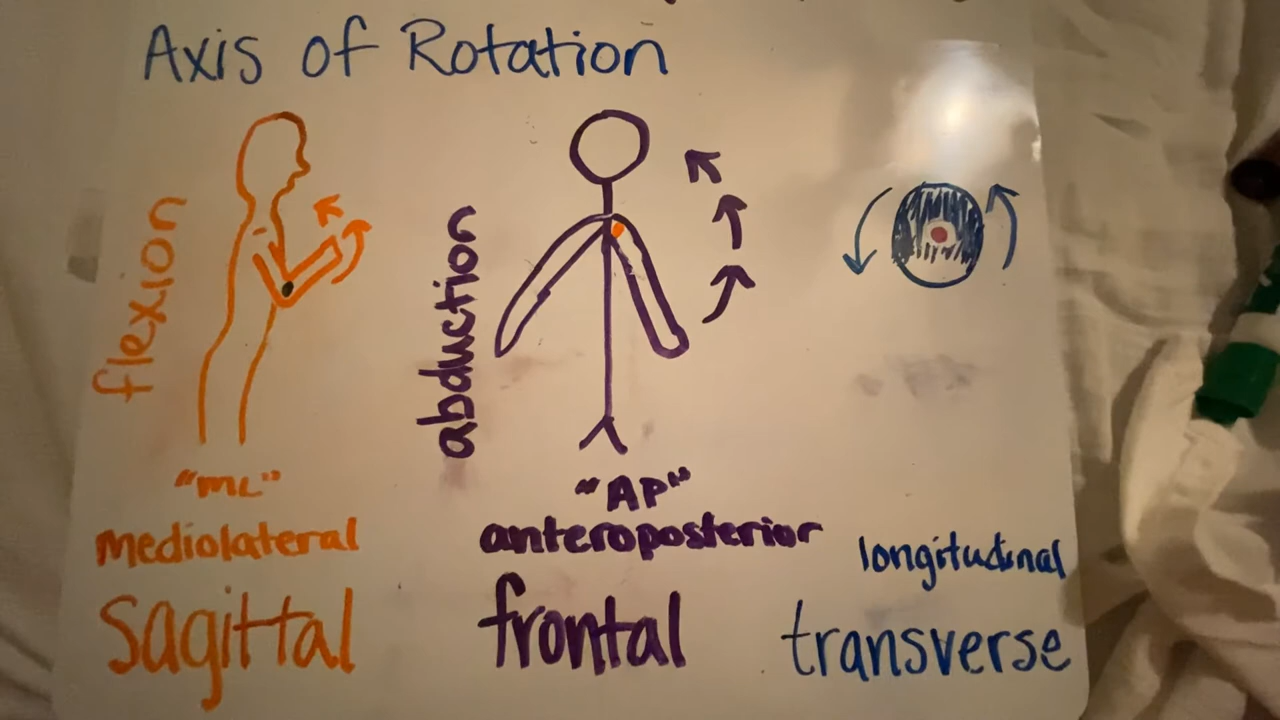 Axis of Rotation
flexion
"ML"
mediolateral
sagittal
abduction
"AP"
anteroposterior
frontal
longitudinal
transverse